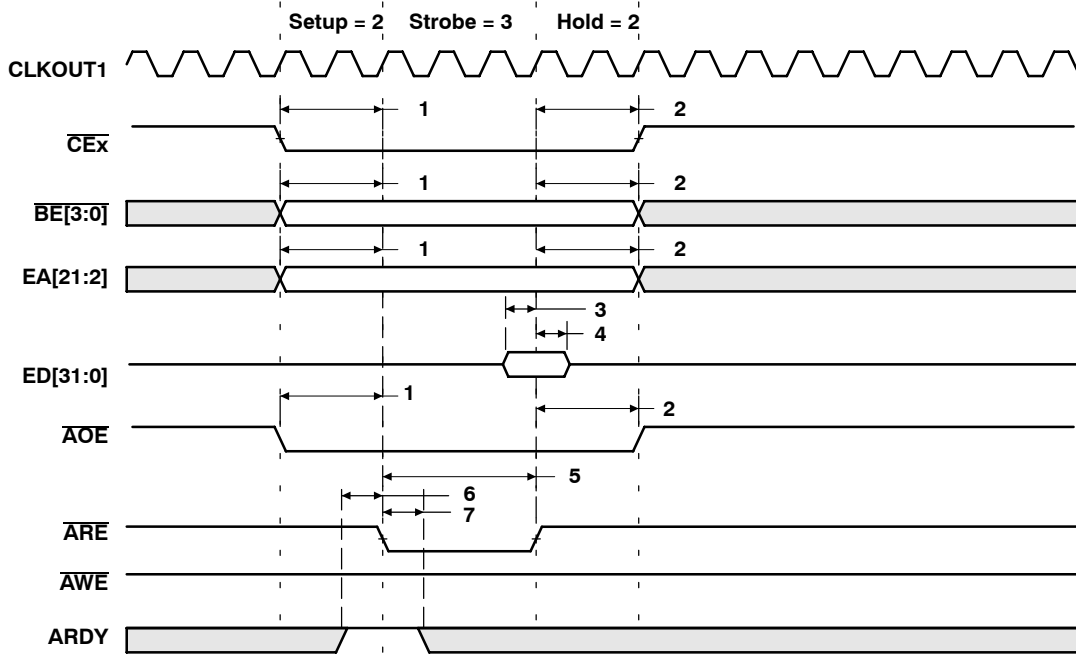 Setup = 2 Strobe = 3 Hold = 2
CLKOUT1
1 2
CEx
1 2
BE[3:0]
1 2
EA[21:2]
3
4
ED[31:0]
1
2
AOE
5
6
7
ARE
AWE
ARDY